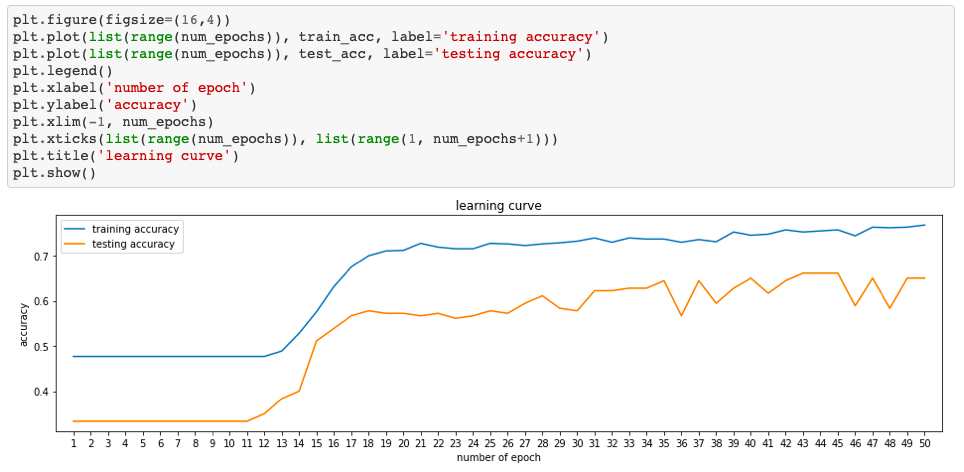 plt.figure(figsize=(16,4))
plt.plot(list(range(num_epochs)), train_acc, label='training accuracy')
plt.plot(list(range(num_epochs)), test_acc, label='testing accuracy')
plt.legend()
plt.xlabel('number of epoch')
plt.ylabel('accuracy')
plt.xlim(-1, num_epochs)
plt.xticks(list(range(num_epochs)), list(range(1, num_epochs+1)))
plt.title('learning curve')
plt.show()
learning curve
training accuracy
testing accuracy
accuracy
0.7
0.6
0.5
0.4
1 2 3 4 5 6 7 8 9 10 11 12 13 14 15 16 17 18 19 20 21 22 23 24 25 26 27 28 29 30 31 32 33 34 35 36 37 38 39 40 41 42 43 44 45 46 47 48 49 50
number of epoch